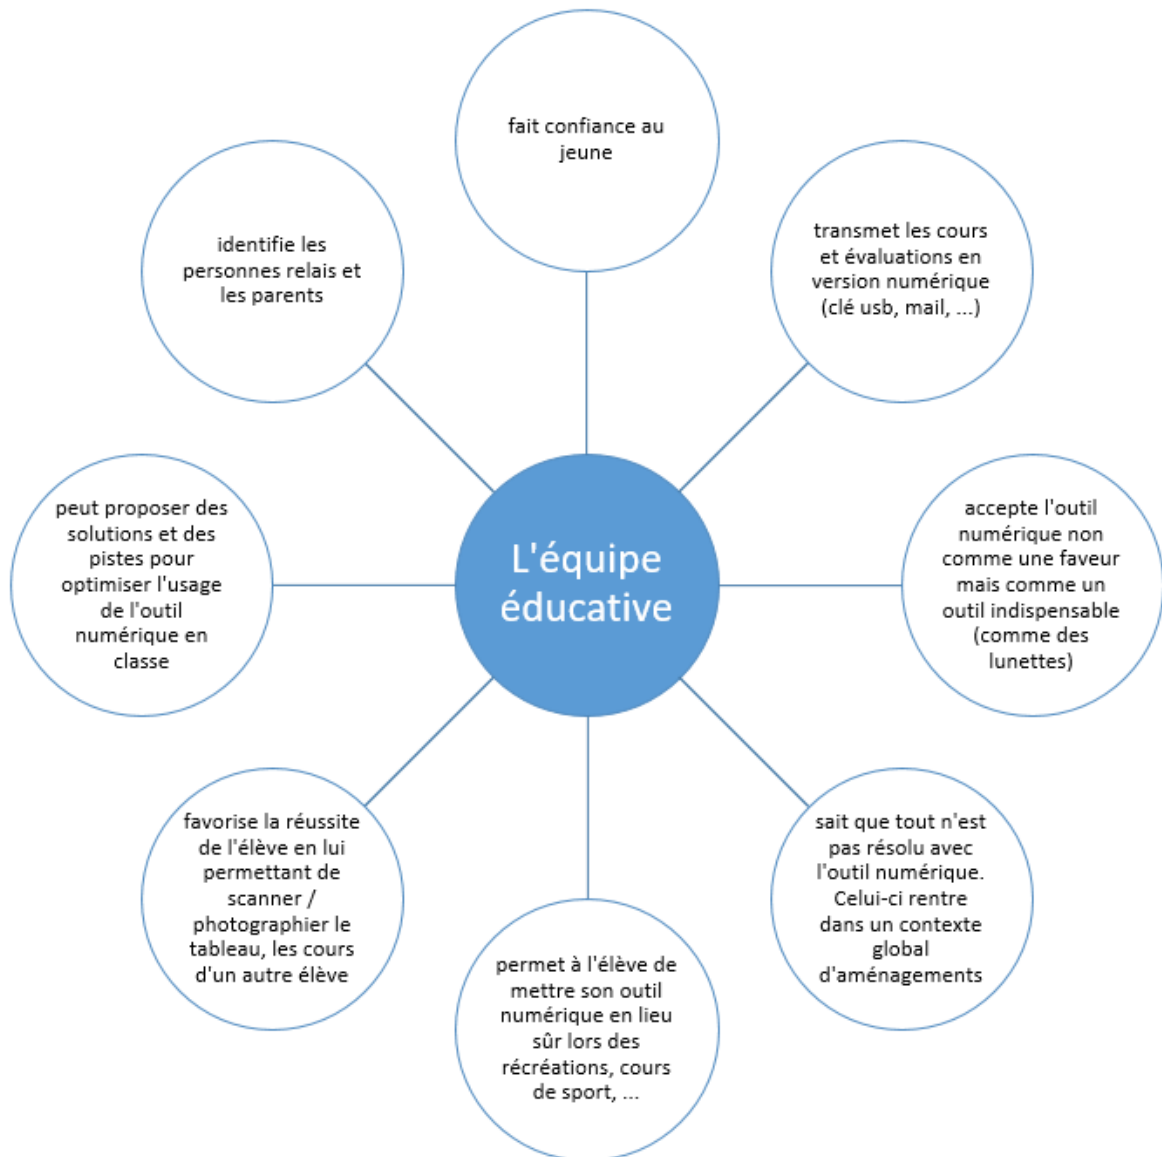 fait confiance au
jeune
transmet les cours
et évaluations en
version numérique
(clé usb, mail, ...)
accepte l'outil
numérique non
comme une faveur
mais comme un
outil indispensable
(comme des
lunettes)
sait que tout n'est
pas résolu avec
l'outil numérique.
Celui-ci rentre
dans un contexte
global
d'aménagements
permet à l'élève de
mettre son outil
numérique en lieu
sûr lors des
récréations, cours
de sport, ...
favorise la réussite
de l'élève en lui
permettant de
scanner /
photographier le
tableau, les cours
d'un autre élève
peut proposer des
solutions et des
pistes pour
optimiser l'usage
de l'outil
numérique en
classe
identifie les
personnes relais et
les parents
L'équipe
éducative